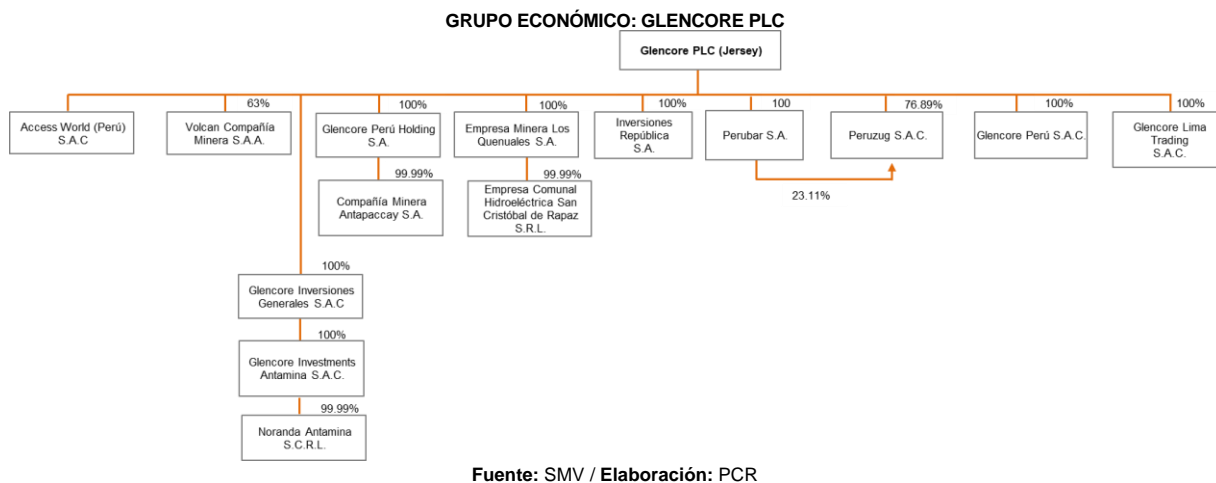 GRUPO ECONÓMICO: GLENCORE PLC
Glencore PLC (Jersey)
63%
100%
100%
100%
100
76.89%
100%
100%
Access World (Perú)
S.A.C
Volcan Compañía
Minera S.A.A.
Glencore Perú Holding
S.A.
Empresa Minera Los
Quenuales S.A.
Inversiones
República
S.A.
Perubar S.A.
Peruzug S.A.C.
Glencore Perú S.A.C.
Glencore Lima
Trading
S.A.C.
99.99%
99.99%
23.11%
Compañía Minera
Antapaccay S.A.
Empresa Comunal
Hidroeléctrica San
Cristóbal de Rapaz
S.R.L.
100%
Glencore Inversiones
Generales S.A.C
100%
Glencore Investments
Antamina S.A.C.
99.99%
Noranda Antamina
S.C.R.L.
Fuente: SMV / Elaboración: PCR